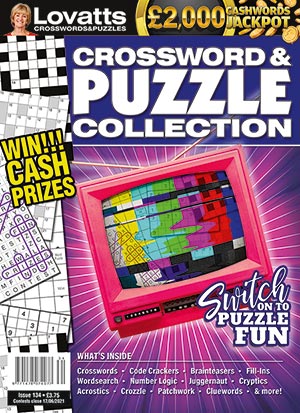 Lovatts
CROSSWORDS&PUZZLES
£2,000
CASHWORDS
JACKPOT
CROSSWORD &
PUZZLE
COLLECTION
WIN!!!
CASH
PRIZES
Switch
ON TO
PUZZLE
FUN
WHAT'S INSIDE
Crosswords • Code Crackers • Brainteasers • Fill-Ins
Wordsearch • Number Logic • Juggernaut • Cryptics
Acrostics • Crozzle • Patchwork • Cluewords • & more!
Issue 134 • £3.75
Contests close 17/06/2021